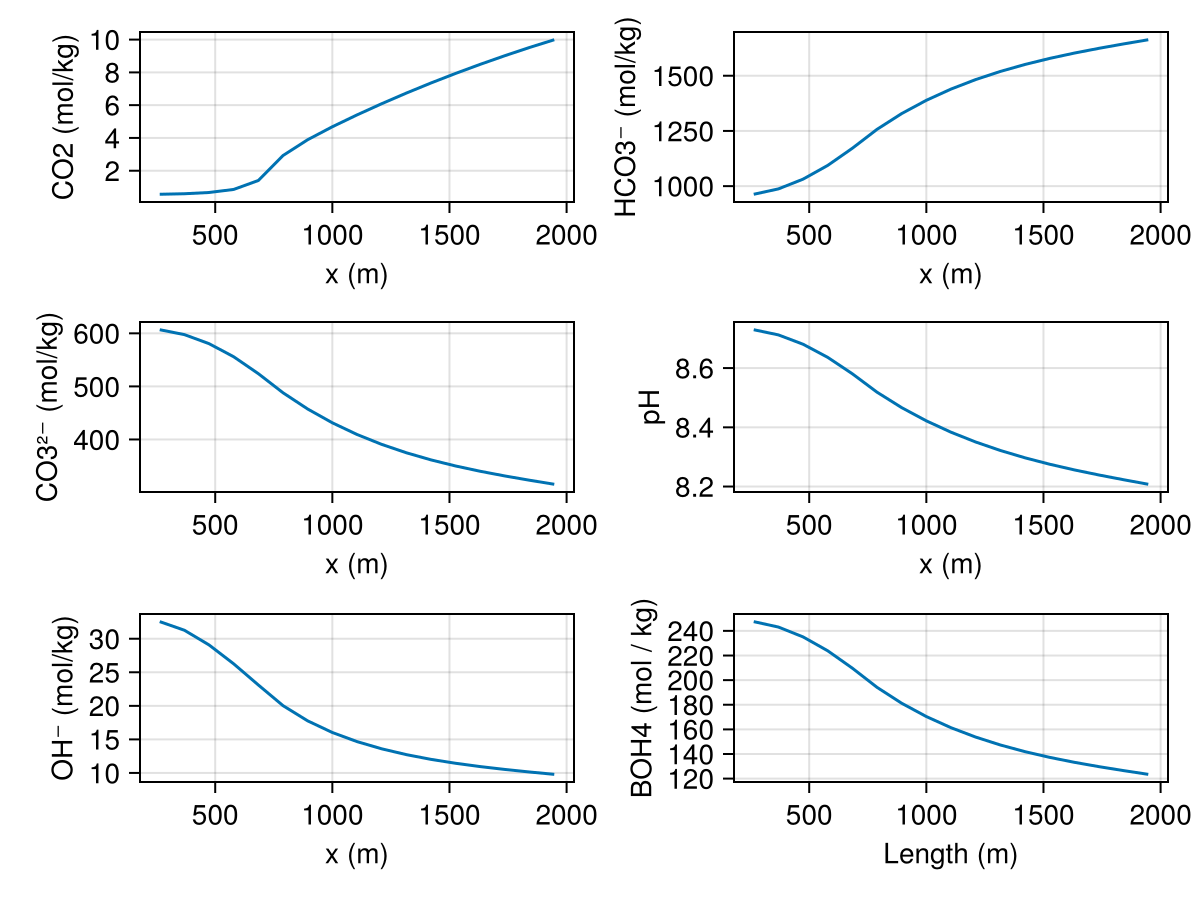 CO2 (mol/kg)
10
8
6
4
2
500 1000 1500 2000
x (m)
HCO3⁻ (mol/kg)
1500
1250
1000
500 1000 1500 2000
x (m)
CO3²⁻ (mol/kg)
600
500
400
500 1000 1500 2000
x (m)
pH
8.6
8.4
8.2
500 1000 1500 2000
x (m)
OH⁻ (mol/kg)
30
25
20
15
10
500 1000 1500 2000
x (m)
BOH4 (mol / kg)
240
220
200
180
160
140
120
500 1000 1500 2000
Length (m)